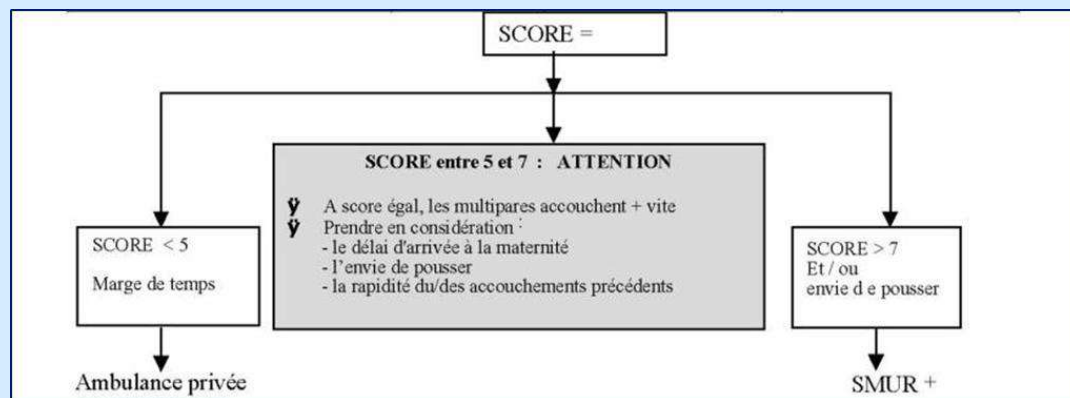 SCORE =
SCORE entre 5 et 7 : ATTENTION
ÿ A score égal, les multipares accouchent + vite
ÿ Prendre en considération :
- le délai d'arrivée à la maternité
- l'envie de pousser
- la rapidité du/des accouchements précédents
SCORE < 5
Marge de temps
SCORE > 7
Et / ou
envie d e pousser
Ambulance privée
SMUR +